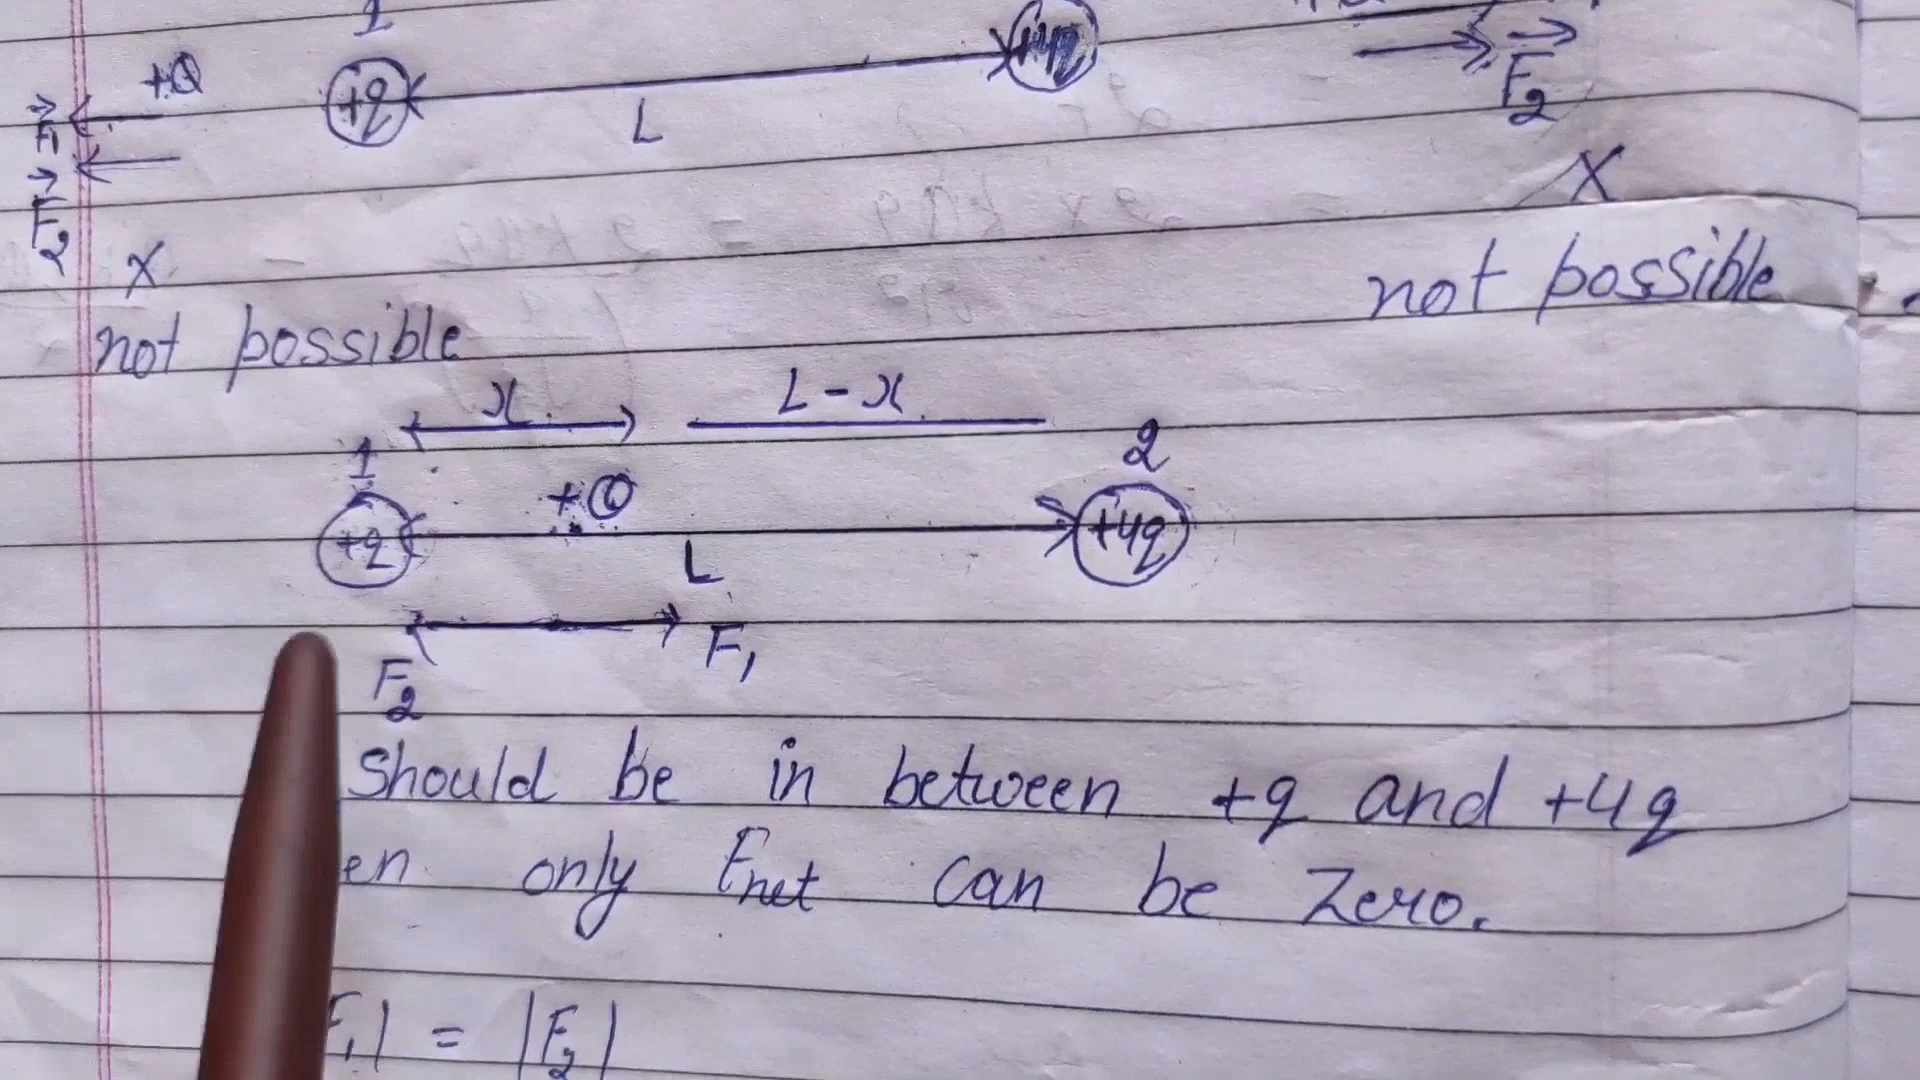 1
+Q +q +4q F₂
F₁ L
F₂
X X
not possible not possible
x L - x
1 +Q 2
+q L +4q
F₂ F₁
should be in between +q and +4q
only Fnet can be zero.
F₁| = |F₂|